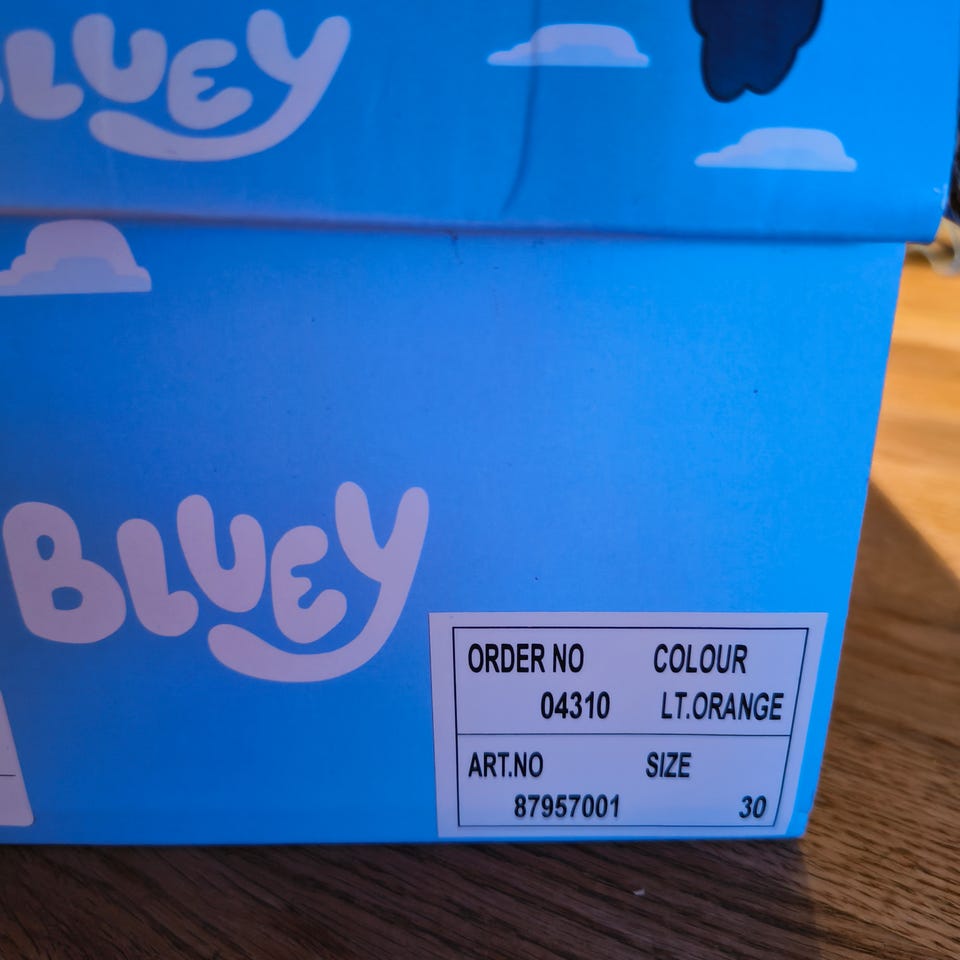 BLUEY
BLUEY
ORDER NO COLOUR
04310 LT.ORANGE
ART.NO SIZE
87957001 30